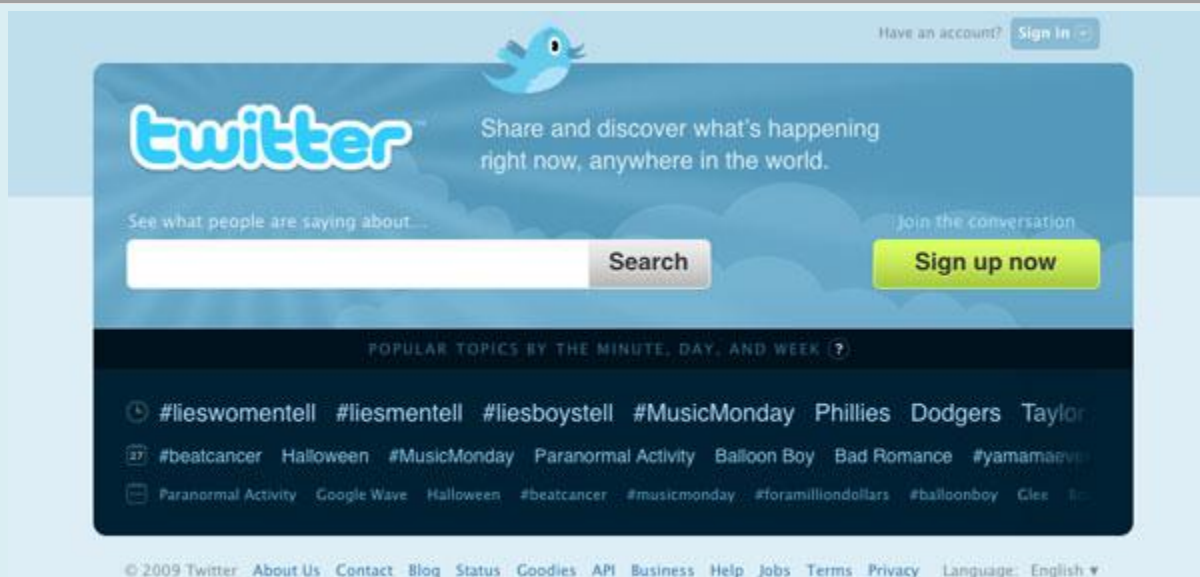 Have an account? Sign in
twitter
Share and discover what's happening
right now, anywhere in the world.
See what people are saying about...
Join the conversation
Search
Sign up now
POPULAR TOPICS BY THE MINUTE, DAY, AND WEEK ?
#lieswomentell #liesmentell #liesboystell #MusicMonday Phillies Dodgers Taylor
27 #beatcancer Halloween #MusicMonday Paranormal Activity Balloon Boy Bad Romance
Paranormal Activity Google Wave Halloween #beatcancer #musicmonday #foramilliondollars #balloonboy Glee
© 2009 Twitter About Us Contact Blog Status Goodies API Business Help Jobs Terms Privacy Language: English